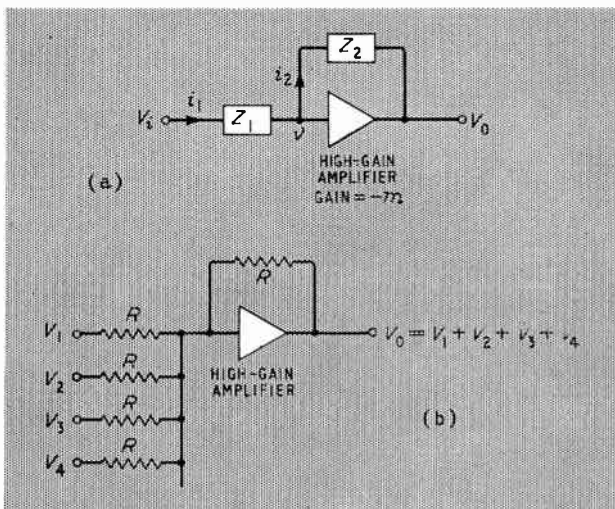 Z₂
i₂
Vᵢ i₁ Z₁ v V₀
HIGH-GAIN
AMPLIFIER
GAIN = -m
(a)
R
V₁ R V₀ = V₁ + V₂ + V₃ +
HIGH-GAIN
AMPLIFIER
V₂ R
V₃ R (b)
V₄ R